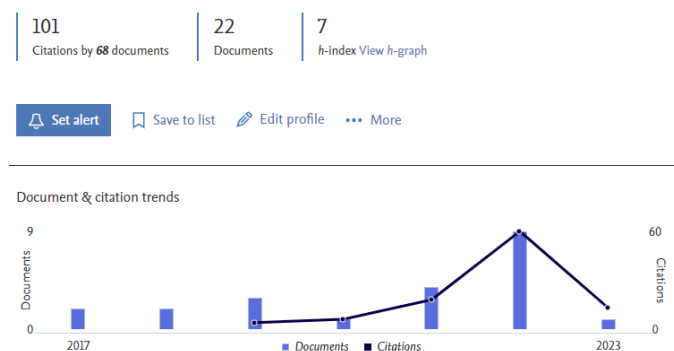 101
Citations by 68 documents
22
Documents
7
h-index View h-graph
Set alert
Save to list
Edit profile
More
Document & citation trends
9
Documents
0
60
Citations
0
2017
Documents
Citations
2023